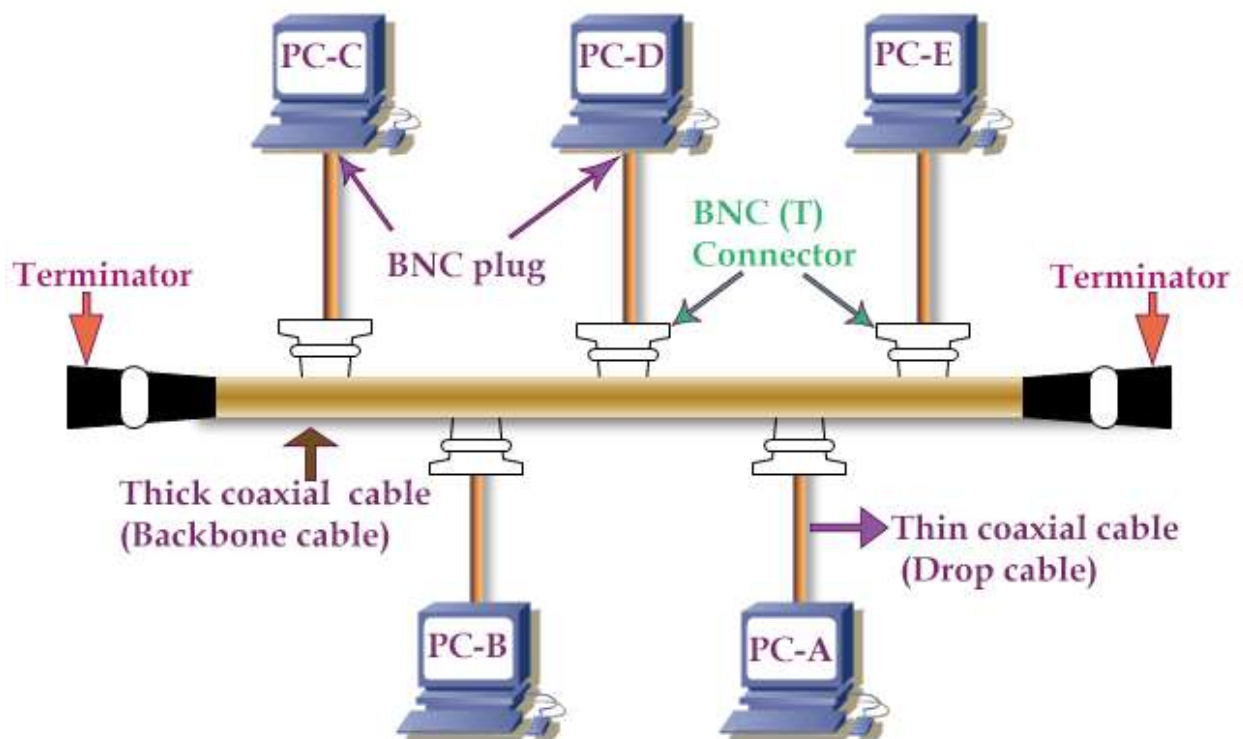 PC-C
PC-D
PC-E
BNC (T)
Connector
BNC plug
Terminator
Terminator
Thick coaxial cable
(Backbone cable)
Thin coaxial cable
(Drop cable)
PC-B
PC-A